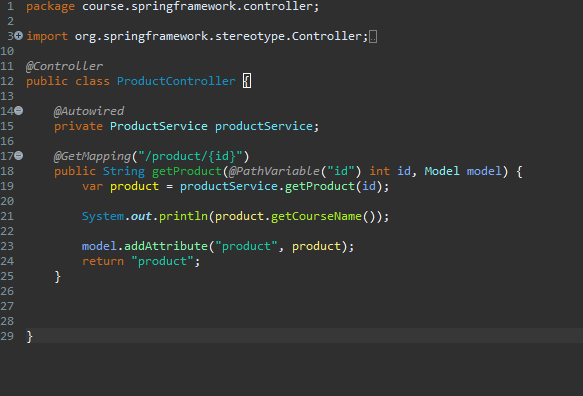 1 package course.springframework.controller;
2
3 import org.springframework.stereotype.Controller;
10
11 @Controller
12 public class ProductController {
13
14 @Autowired
15 private ProductService productService;
16
17 @GetMapping("/product/{id}")
18 public String getProduct(@PathVariable("id") int id, Model model) {
19 var product = productService.getProduct(id);
20
21 System.out.println(product.getCourseName());
22
23 model.addAttribute("product", product);
24 return "product";
25 }
26
27
28
29 }